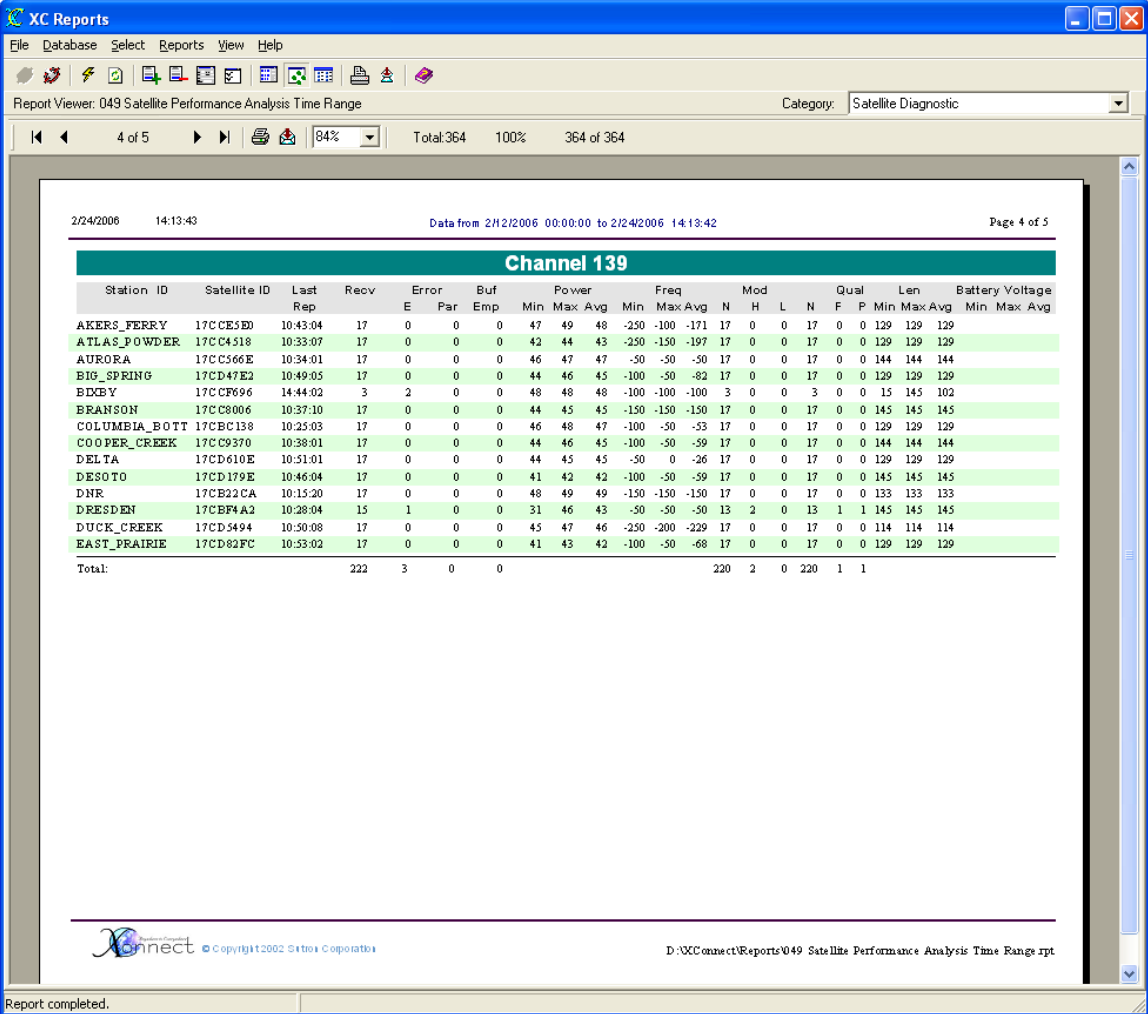 XC Reports
File Database Select Reports View Help
Report Viewer: 049 Satellite Performance Analysis Time Range Category: Satellite Diagnostic
4 of 5 84% Total:364 100% 364 of 364
2/24/2006 14:13:43 Data from 2/12/2006 00:00:00 to 2/24/2006 14:13:42 Page 4 of 5
Channel 139
Station ID Satellite ID Last Recv Error Buf Power Freq Mod Qual Len Battery Voltage
Rep E Par Emp Min Max Avg Min Max Avg N H L N F P Min Max Avg Min Max Avg
AKERS_FERRY 17CCE5E0 10:43:04 17 0 0 0 47 49 48 -250 -100 -171 17 0 0 17 0 0 129 129 129
ATLAS_POWDER 17CC4518 10:33:07 17 0 0 0 42 44 43 -250 -150 -197 17 0 0 17 0 0 129 129 129
AURORA 17CC566E 10:34:01 17 0 0 0 46 47 47 -50 -50 -50 17 0 0 17 0 0 144 144 144
BIG_SPRING 17CD47E2 10:49:05 17 0 0 0 44 46 45 -100 -50 -82 17 0 0 17 0 0 129 129 129
BIXBY 17CCF696 14:44:02 3 2 0 0 48 48 48 -100 -100 -100 3 0 0 3 0 0 15 145 102
BRANSON 17CC8006 10:37:10 17 0 0 0 44 45 45 -150 -150 -150 17 0 0 17 0 0 145 145 145
COLUMBIA_BOTT 17CBC138 10:25:03 17 0 0 0 46 48 47 -100 -50 -53 17 0 0 17 0 0 129 129 129
COOPER_CREEK 17CC9370 10:38:01 17 0 0 0 44 46 45 -100 -50 -59 17 0 0 17 0 0 144 144 144
DELTA 17CD610E 10:51:01 17 0 0 0 44 45 45 -50 0 -26 17 0 0 17 0 0 129 129 129
DESOTO 17CD179E 10:46:04 17 0 0 0 41 42 42 -100 -50 -59 17 0 0 17 0 0 145 145 145
DNR 17CB22CA 10:15:20 17 0 0 0 48 49 49 -150 -150 -150 17 0 0 17 0 0 133 133 133
DRESDEN 17CBF4A2 10:28:04 15 1 0 0 31 46 43 -50 -50 -50 13 2 0 13 1 1 145 145 145
DUCK_CREEK 17CD5494 10:50:08 17 0 0 0 45 47 46 -250 -200 -229 17 0 0 17 0 0 114 114 114
EAST_PRAIRIE 17CD82FC 10:53:02 17 0 0 0 41 43 42 -100 -50 -68 17 0 0 17 0 0 129 129 129
Total: 222 3 0 0 220 2 0 220 1 1
Xonnect © Copyright 2002 Sutron Corporation
D:\XConnect\Reports\049 Satellite Performance Analysis Time Range.rpt
Report completed.